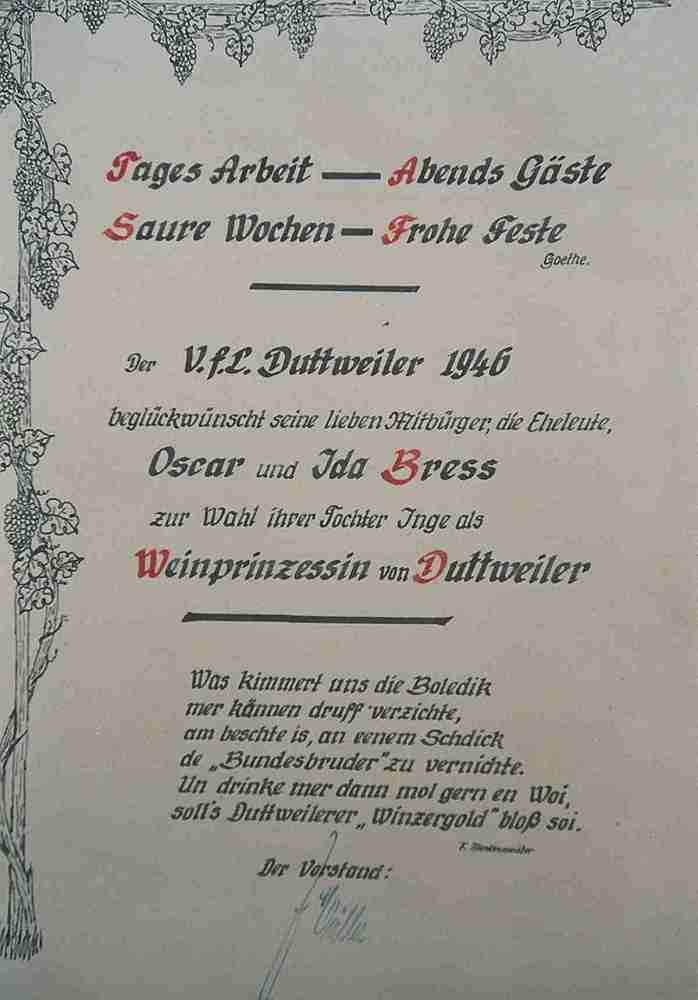 Tages Arbeit — Abends Gäste
Saure Wochen — Frohe Feste
Goethe.
Der V.f.L. Duttweiler 1946
beglückwünscht seine lieben Mitbürger, die Eheleute,
Oscar und Ida Bress
zur Wahl ihrer Tochter Inge als
Weinprinzessin von Duttweiler
Was kimmert uns die Boledik
mer kännen druff verzichte,
am beschte is, an eenem Schdick
de „Bundesbruder" zu vernichte.
Un drinke mer dann mol gern en Woi,
soll's Duttweilerer „Winzergold" bloß soi.
Der Vorstand: